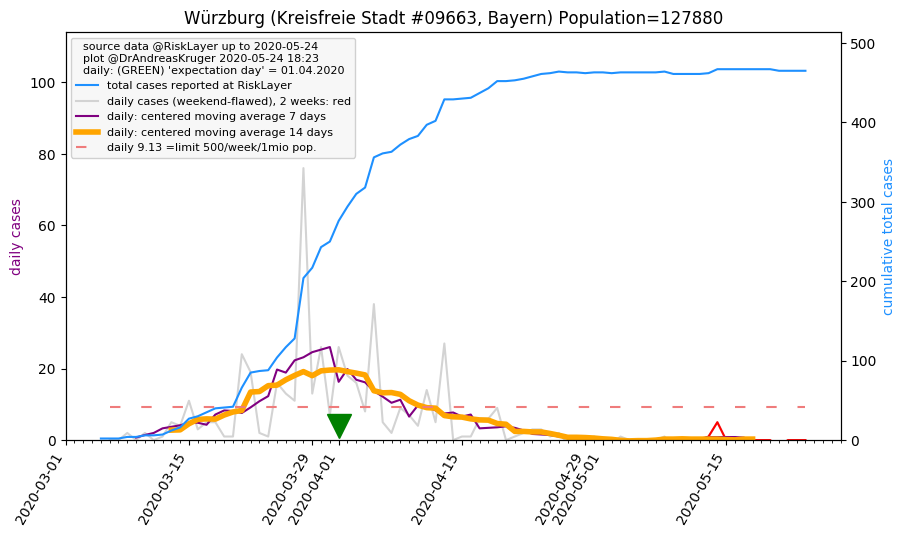 Würzburg (Kreisfreie Stadt #09663, Bayern) Population=127880
source data @RiskLayer up to 2020-05-24
plot @DrAndreasKruger 2020-05-24 18:23
daily: (GREEN) 'expectation day' = 01.04.2020
total cases reported at RiskLayer
daily cases (weekend-flawed), 2 weeks: red
daily: centered moving average 7 days
daily: centered moving average 14 days
daily 9.13 =limit 500/week/1mio pop.
daily cases
100
80
60
40
20
0
cumulative total cases
500
400
300
200
100
0
2020-03-01
2020-03-15
2020-03-29
2020-04-01
2020-04-15
2020-04-29
2020-05-01
2020-05-15